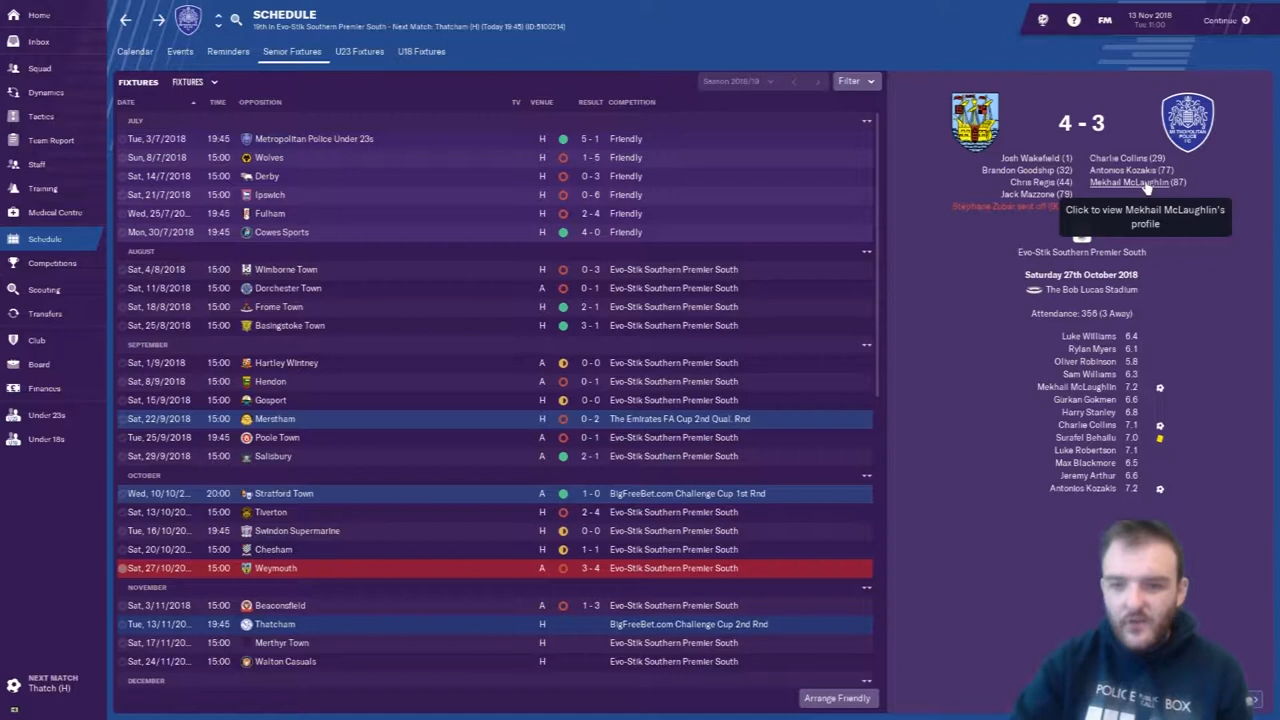 Home
Inbox
Squad
Dynamics
Tactics
Team Report
Staff
Training
Medical Centre
Schedule
Competitions
Scouting
Transfers
Club
Board
Finances
Under 23s
Under 18s
NEXT MATCH
Thatch (H)
SCHEDULE
19th in Evo-Stik Southern Premier South - Next Match: Thatcham (H) (Today 19:45) (ID:5100214)
FM
13 Nov 2018
Tue 11:00
Continue
Calendar Events Reminders Senior Fixtures U23 Fixtures U18 Fixtures
FIXTURES FIXTURES Season 2018/19 Filter
DATE TIME OPPOSITION TV VENUE RESULT COMPETITION
JULY
Tue, 3/7/2018 19:45 Metropolitan Police Under 23s H 5 - 1 Friendly
Sun, 8/7/2018 15:00 Wolves H 1 - 5 Friendly
Sat, 14/7/2018 15:00 Derby H 0 - 3 Friendly
Sat, 21/7/2018 15:00 Ipswich H 0 - 6 Friendly
Wed, 25/7/20... 19:45 Fulham H 2 - 4 Friendly
Mon, 30/7/20... 19:45 Cowes Sports H 4 - 0 Friendly
AUGUST
Sat, 4/8/2018 15:00 Wimborne Town H 0 - 3 Evo-Stik Southern Premier South
Sat, 11/8/2018 15:00 Dorchester Town A 0 - 1 Evo-Stik Southern Premier South
Sat, 18/8/2018 15:00 Frome Town H 2 - 1 Evo-Stik Southern Premier South
Sat, 25/8/2018 15:00 Basingstoke Town H 3 - 1 Evo-Stik Southern Premier South
SEPTEMBER
Sat, 1/9/2018 15:00 Hartley Wintney A 0 - 0 Evo-Stik Southern Premier South
Sat, 8/9/2018 15:00 Hendon A 0 - 1 Evo-Stik Southern Premier South
Sat, 15/9/2018 15:00 Gosport H 0 - 0 Evo-Stik Southern Premier South
Sat, 22/9/2018 15:00 Merstham H 0 - 2 The Emirates FA Cup 2nd Qual. Rnd
Tue, 25/9/2018 19:45 Poole Town A 0 - 1 Evo-Stik Southern Premier South
Sat, 29/9/2018 15:00 Salisbury A 2 - 1 Evo-Stik Southern Premier South
OCTOBER
Wed, 10/10/2... 20:00 Stratford Town A 1 - 0 BigFreeBet.com Challenge Cup 1st Rnd
Sat, 13/10/20... 15:00 Tiverton H 2 - 4 Evo-Stik Southern Premier South
Tue, 16/10/20... 19:45 Swindon Supermarine H 0 - 0 Evo-Stik Southern Premier South
Sat, 20/10/20... 15:00 Chesham H 1 - 1 Evo-Stik Southern Premier South
Sat, 27/10/20... 15:00 Weymouth A 3 - 4 Evo-Stik Southern Premier South
NOVEMBER
Sat, 3/11/2018 15:00 Beaconsfield A 1 - 3 Evo-Stik Southern Premier South
Tue, 13/11/20... 19:45 Thatcham H BigFreeBet.com Challenge Cup 2nd Rnd
Sat, 17/11/20... 15:00 Merthyr Town H Evo-Stik Southern Premier South
Sat, 24/11/20... 15:00 Walton Casuals H Evo-Stik Southern Premier South
DECEMBER
Arrange Friendly
4 - 3
Josh Wakefield (1) Charlie Collins (29)
Brandon Goodship (32) Antonios Kozakis (77)
Chris Regis (44) Mekhail McLaughlin (87)
Jack Mazzone (79)
Stephane Zubar sent off
Click to view Mekhail McLaughlin's
profile
Evo-Stik Southern Premier South
Saturday 27th October 2018
The Bob Lucas Stadium
Attendance: 356 (3 Away)
Luke Williams 6.4
Rylan Myers 6.1
Oliver Robinson 5.8
Sam Williams 6.3
Mekhail McLaughlin 7.2
Gurkan Gokmen 6.6
Harry Stanley 6.8
Charlie Collins 7.1
Surafel Behailu 7.0
Luke Robertson 7.1
Max Blackmore 6.5
Jeremy Arthur 6.6
Antonios Kozakis 7.2
POLICE PUBLIC CALL BOX